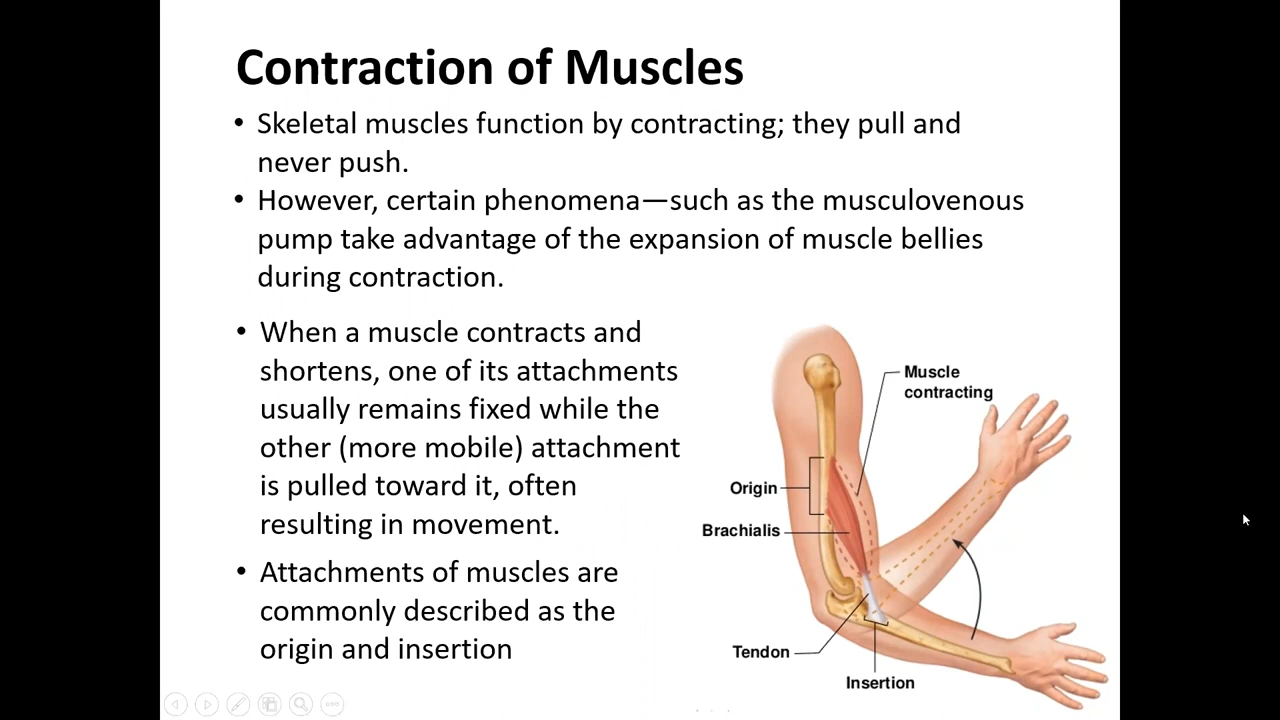 Contraction of Muscles
• Skeletal muscles function by contracting; they pull and
never push.
• However, certain phenomena—such as the musculovenous
pump take advantage of the expansion of muscle bellies
during contraction.
• When a muscle contracts and
shortens, one of its attachments
usually remains fixed while the
other (more mobile) attachment
is pulled toward it, often
resulting in movement.
• Attachments of muscles are
commonly described as the
origin and insertion
Muscle
contracting
Origin
Brachialis
Tendon
Insertion